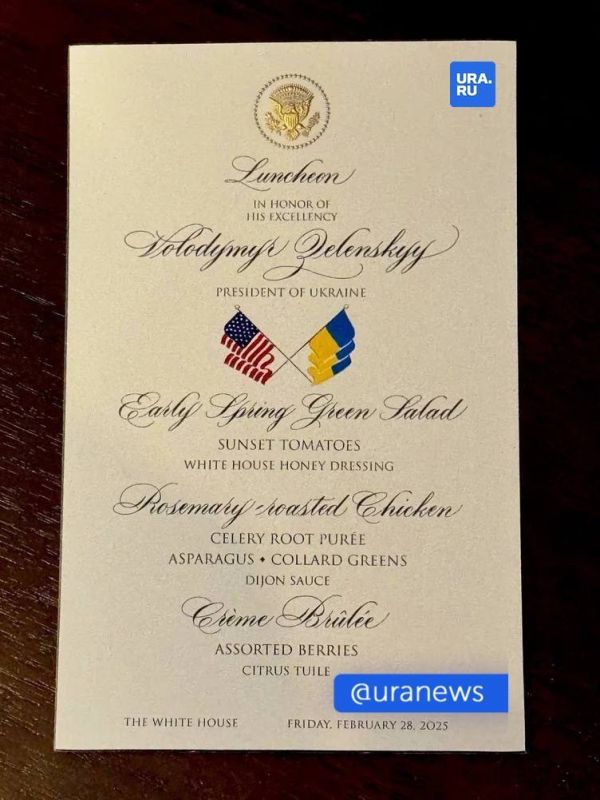 URA.
RU
Luncheon
IN HONOR OF
HIS EXCELLENCY
Volodymyr Zelenskyy
PRESIDENT OF UKRAINE
Early Spring Green Salad
SUNSET TOMATOES
WHITE HOUSE HONEY DRESSING
Rosemary-roasted Chicken
CELERY ROOT PURÉE
ASPARAGUS • COLLARD GREENS
DIJON SAUCE
Crème Brûlée
ASSORTED BERRIES
CITRUS TUILE
@uranews
THE WHITE HOUSE FRIDAY, FEBRUARY 28, 2025